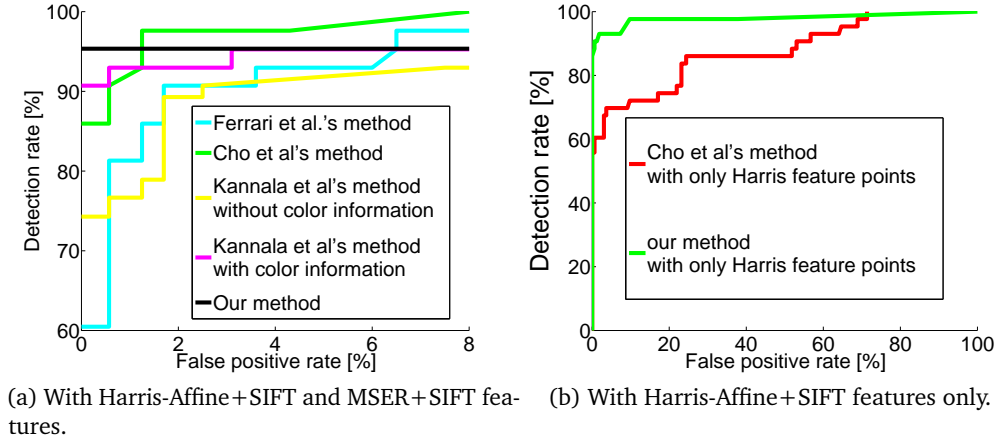 100
90
80
70
60
Detection rate [%]
Ferrari et al.'s method
Cho et al's method
Kannala et al's method
without color information
Kannala et al's method
with color information
Our method
0
2
4
6
8
False positive rate [%]
(a) With Harris-Affine+SIFT and MSER+SIFT fea-
tures.
100
80
60
40
20
0
Detection rate [%]
Cho et al's method
with only Harris feature points
our method
with only Harris feature points
0
20
40
60
80
100
False positive rate [%]
(b) With Harris-Affine+SIFT features only.